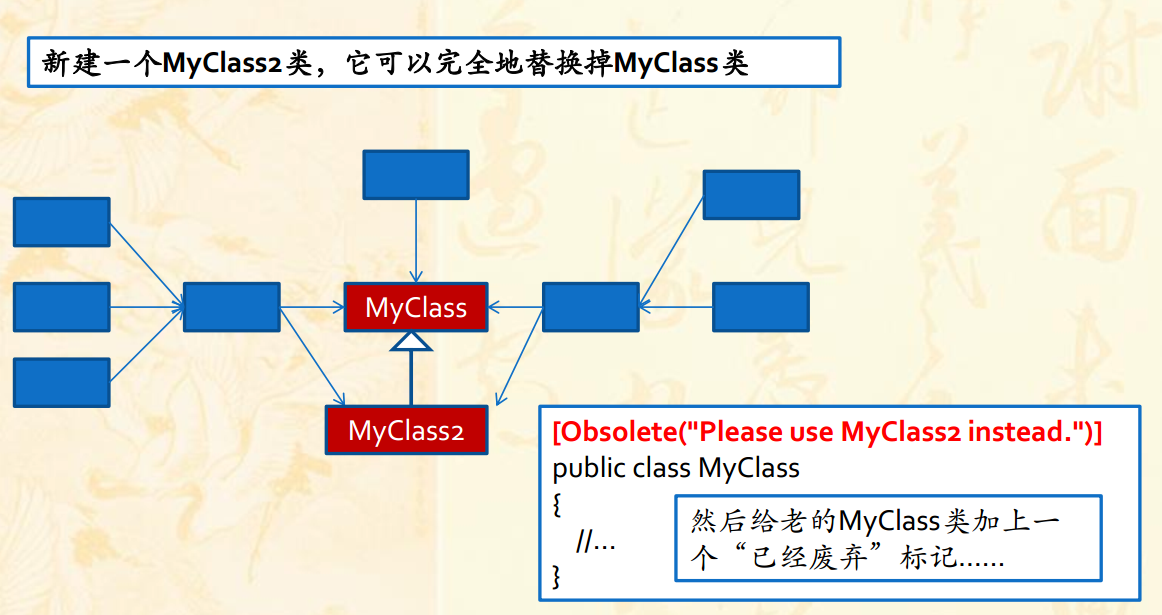 新建一个MyClass2类，它可以完全地替换掉MyClass类
MyClass
MyClass2
[Obsolete("Please use MyClass2 instead.")]
public class MyClass
{
//...
}
然后给老的MyClass类加上一
个“已经废弃”标记......